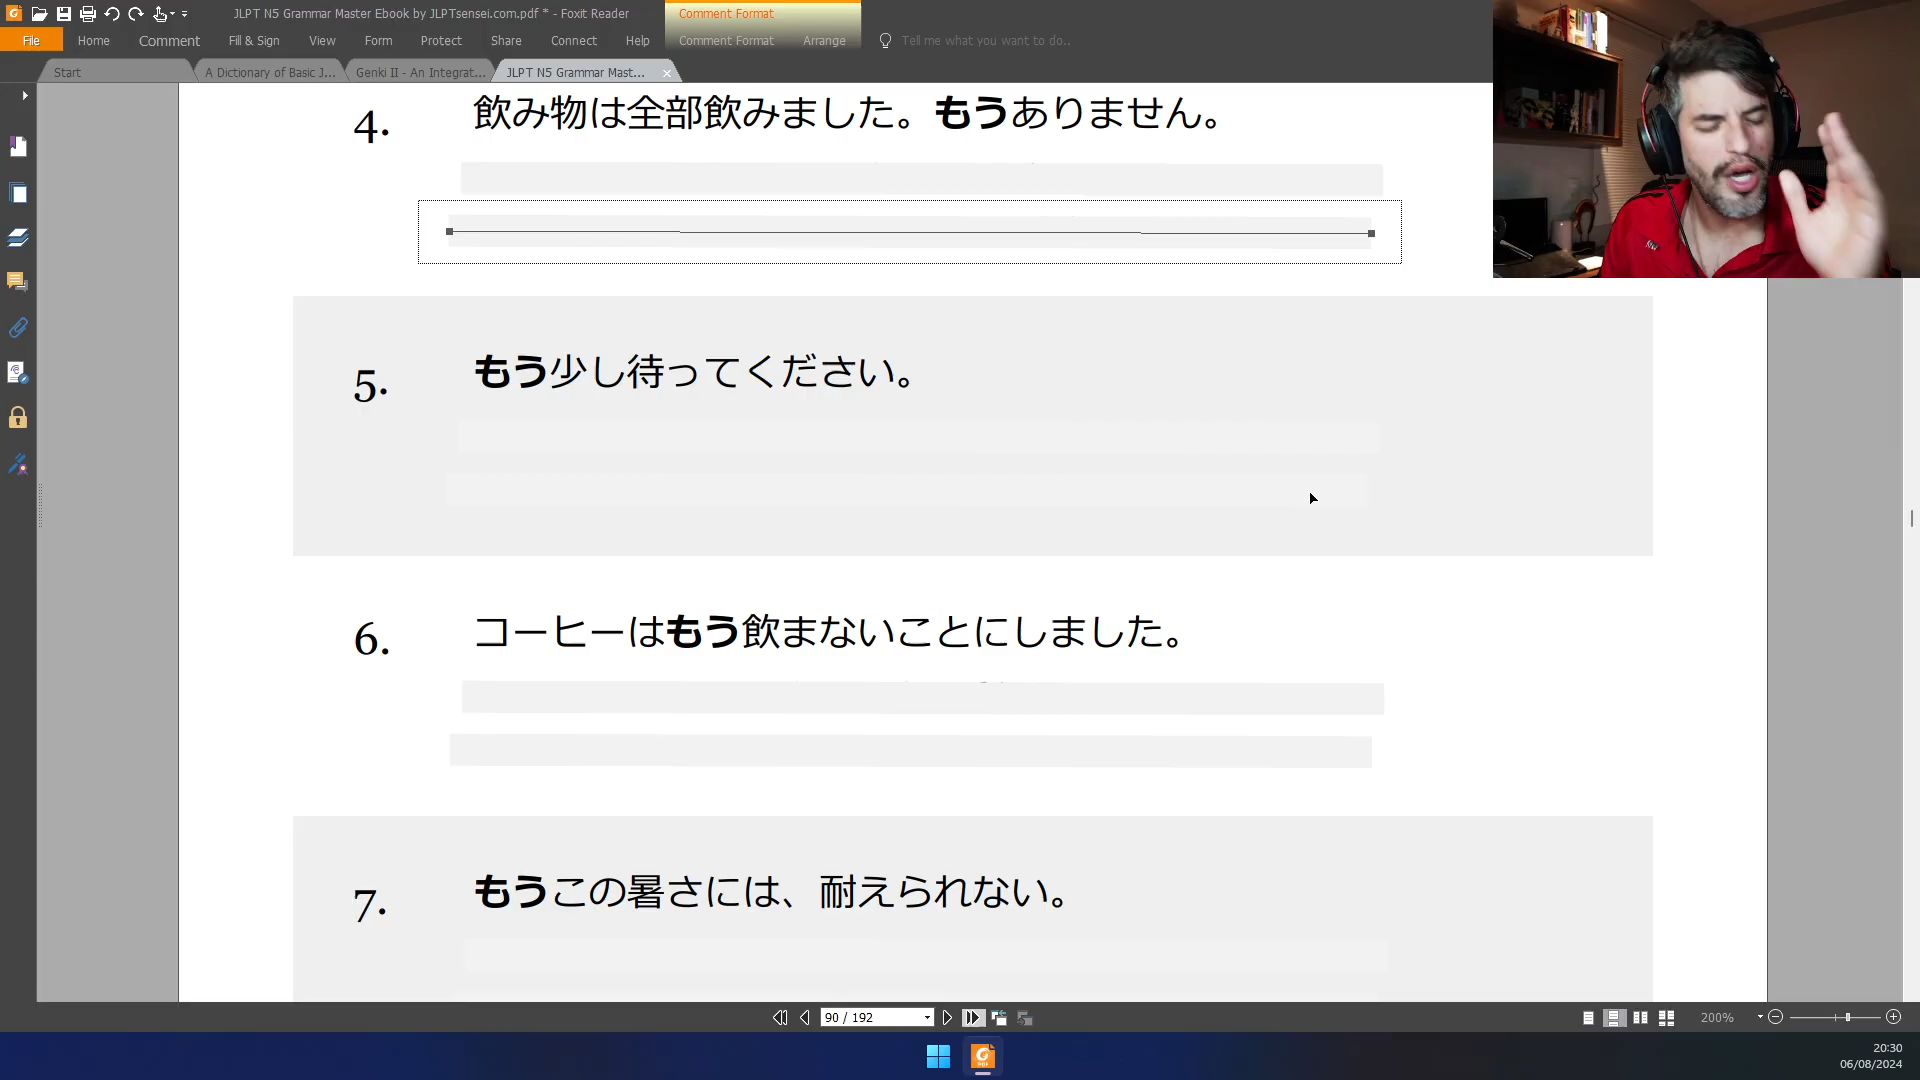 JLPT N5 Grammar Master Ebook by JLPTsensei.com.pdf * - Foxit Reader
Comment Format
File
Home
Comment
Fill & Sign
View
Form
Protect
Share
Connect
Help
Comment Format
Arrange
Tell me what you want to do..
Start
A Dictionary of Basic J...
Genki II - An Integrat...
JLPT N5 Grammar Mast...
4. 飲み物は全部飲みました。もうありません。
5. もう少し待ってください。
6. コーヒーはもう飲まないことにしました。
7. もうこの暑さには、耐えられない。
90 / 192
200%
20:30
06/08/2024